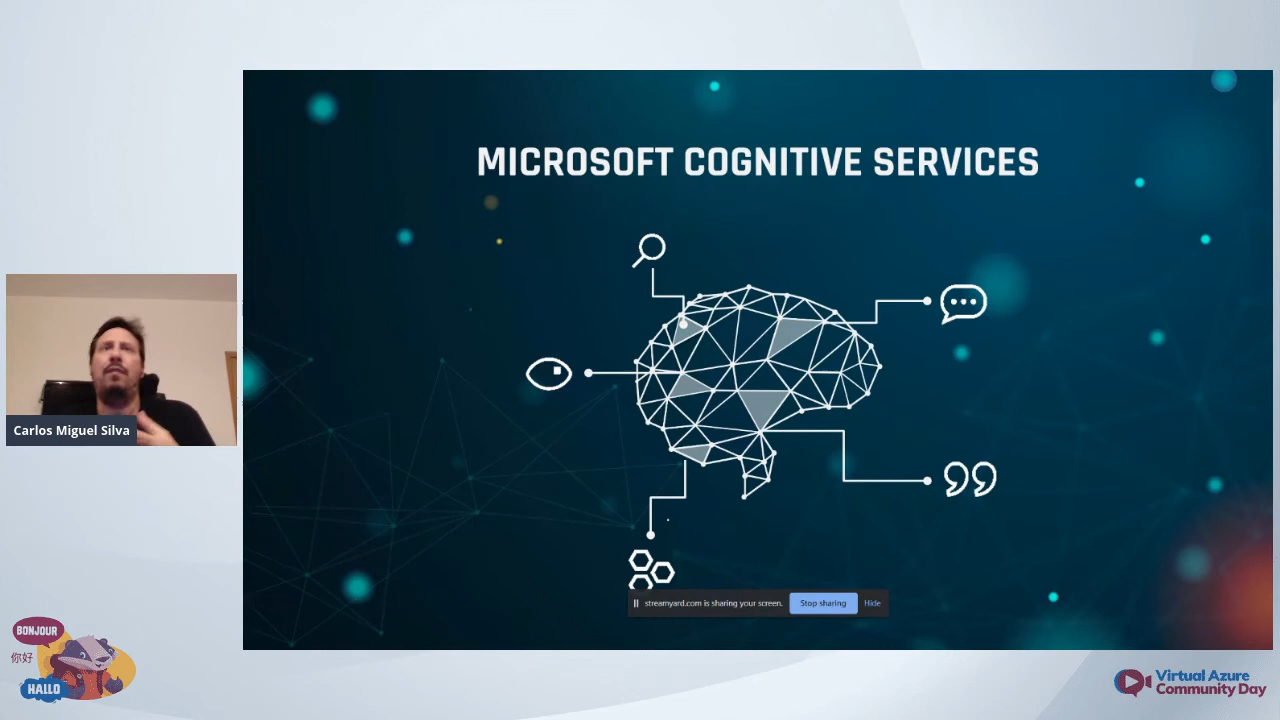 MICROSOFT COGNITIVE SERVICES
Carlos Miguel Silva
streamyard.com is sharing your screen. Stop sharing Hide
BONJOUR
你好
HALLO
Virtual Azure
Community Day